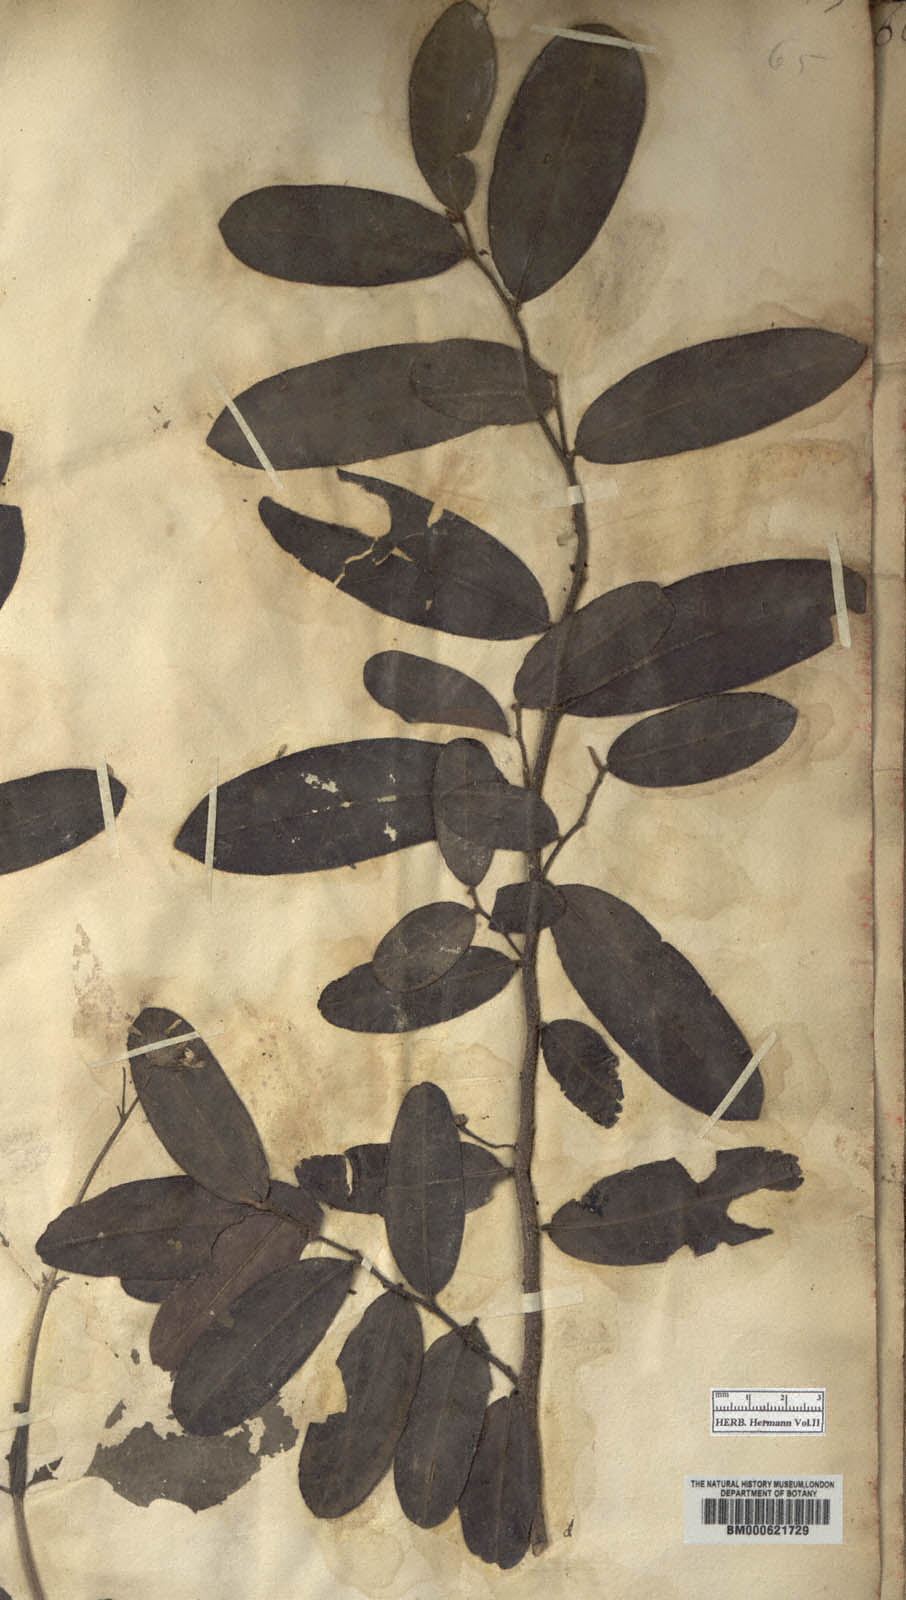 65
mm 1 2 3
HERB. Hermann Vol.II
THE NATURAL HISTORY MUSEUM,LONDON
DEPARTMENT OF BOTANY
BM000621729
d